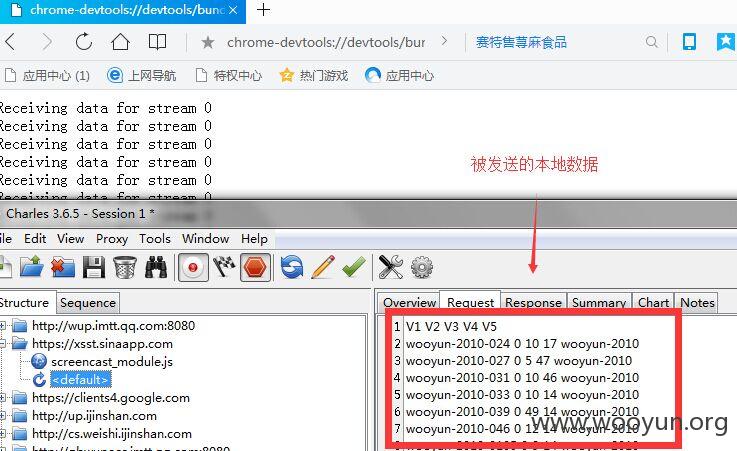 chrome-devtools://devtools/bund
chrome-devtools://devtools/bur
赛特售荨麻食品
应用中心 (1) 上网导航 特权中心 热门游戏 应用中心
Receiving data for stream 0
Receiving data for stream 0
Receiving data for stream 0
Receiving data for stream 0
Receiving data for stream 0
Receiving data for stream 0
被发送的本地数据
Charles 3.6.5 - Session 1 *
File Edit View Proxy Tools Window Help
Structure Sequence
Overview Request Response Summary Chart Notes
http://wup.imtt.qq.com:8080
https://xsst.sinaapp.com
screencast_module.js
<default>
https://clients4.google.com
http://up.ijinshan.com
http://cs.weishi.ijinshan.com
1 V1 V2 V3 V4 V5
2 wooyun-2010-024 0 10 17 wooyun-2010
3 wooyun-2010-027 0 5 47 wooyun-2010
4 wooyun-2010-031 0 10 46 wooyun-2010
5 wooyun-2010-033 0 10 14 wooyun-2010
6 wooyun-2010-039 0 49 14 wooyun-2010
7 wooyun-2010-046 0 12 14 wooyun-2010
www.wooyun.org